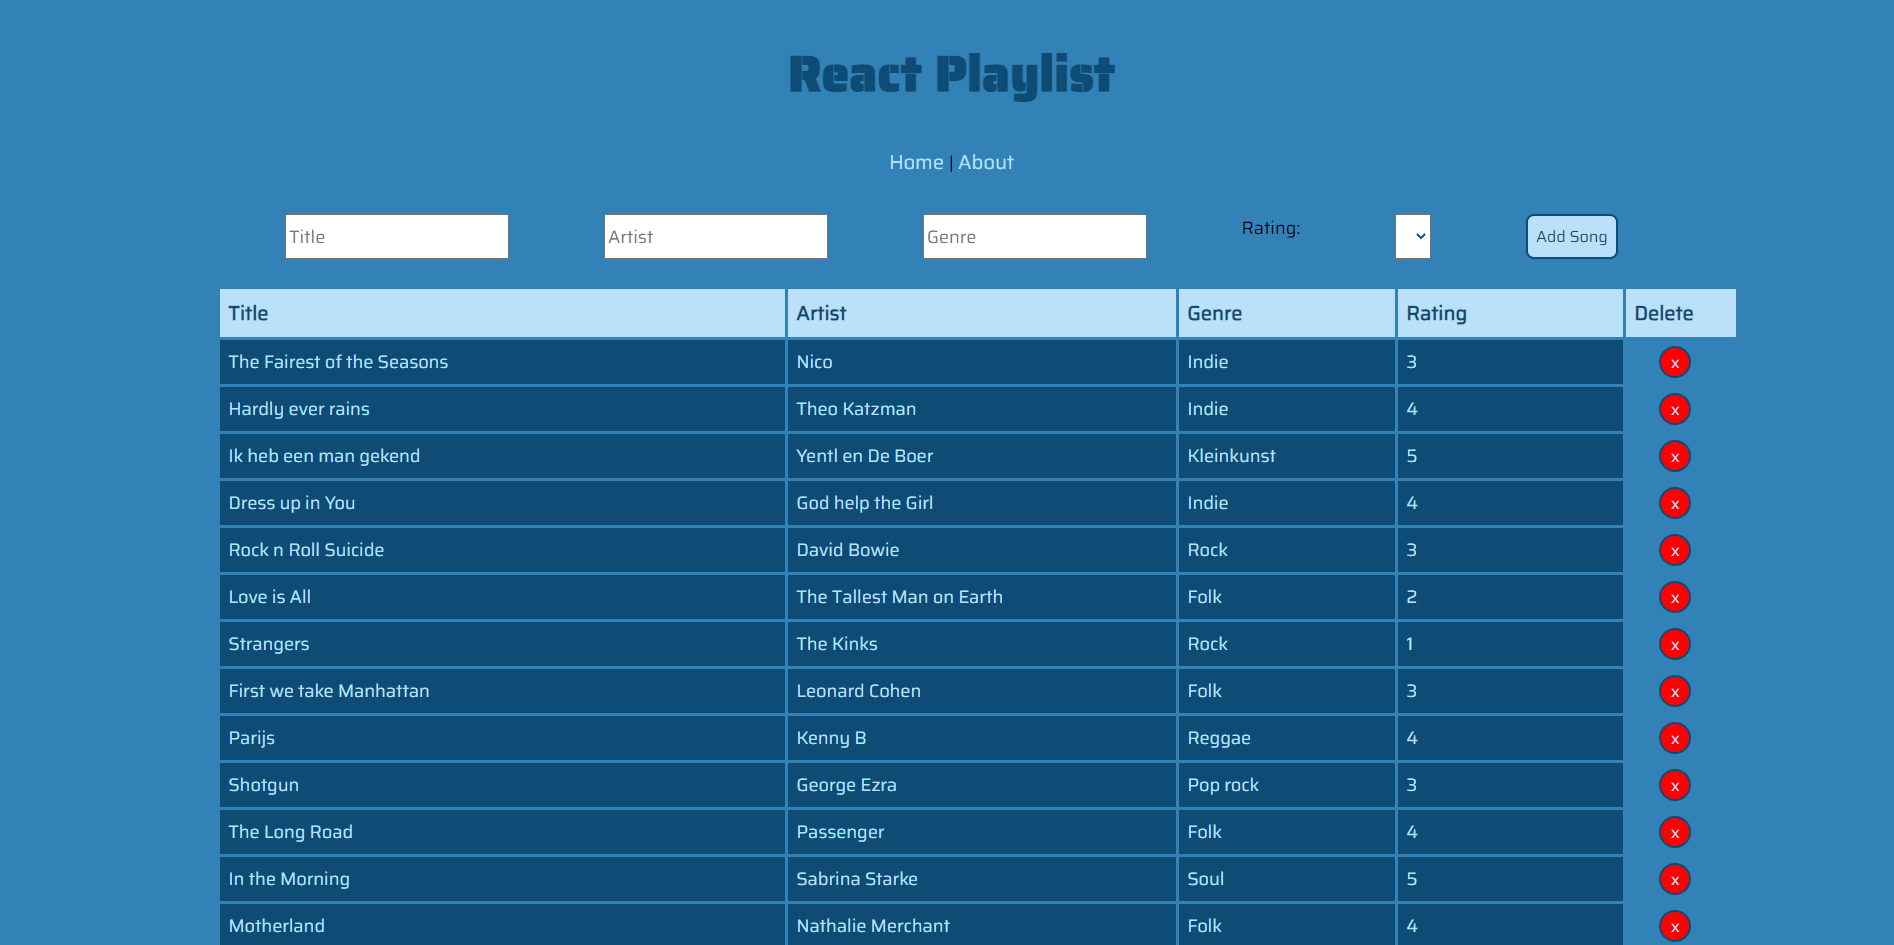 React Playlist
Home | About
Title Artist Genre Rating: Add Song
Title Artist Genre Rating Delete
The Fairest of the Seasons Nico Indie 3 x
Hardly ever rains Theo Katzman Indie 4 x
Ik heb een man gekend Yentl en De Boer Kleinkunst 5 x
Dress up in You God help the Girl Indie 4 x
Rock n Roll Suicide David Bowie Rock 3 x
Love is All The Tallest Man on Earth Folk 2 x
Strangers The Kinks Rock 1 x
First we take Manhattan Leonard Cohen Folk 3 x
Parijs Kenny B Reggae 4 x
Shotgun George Ezra Pop rock 3 x
The Long Road Passenger Folk 4 x
In the Morning Sabrina Starke Soul 5 x
Motherland Nathalie Merchant Folk 4 x